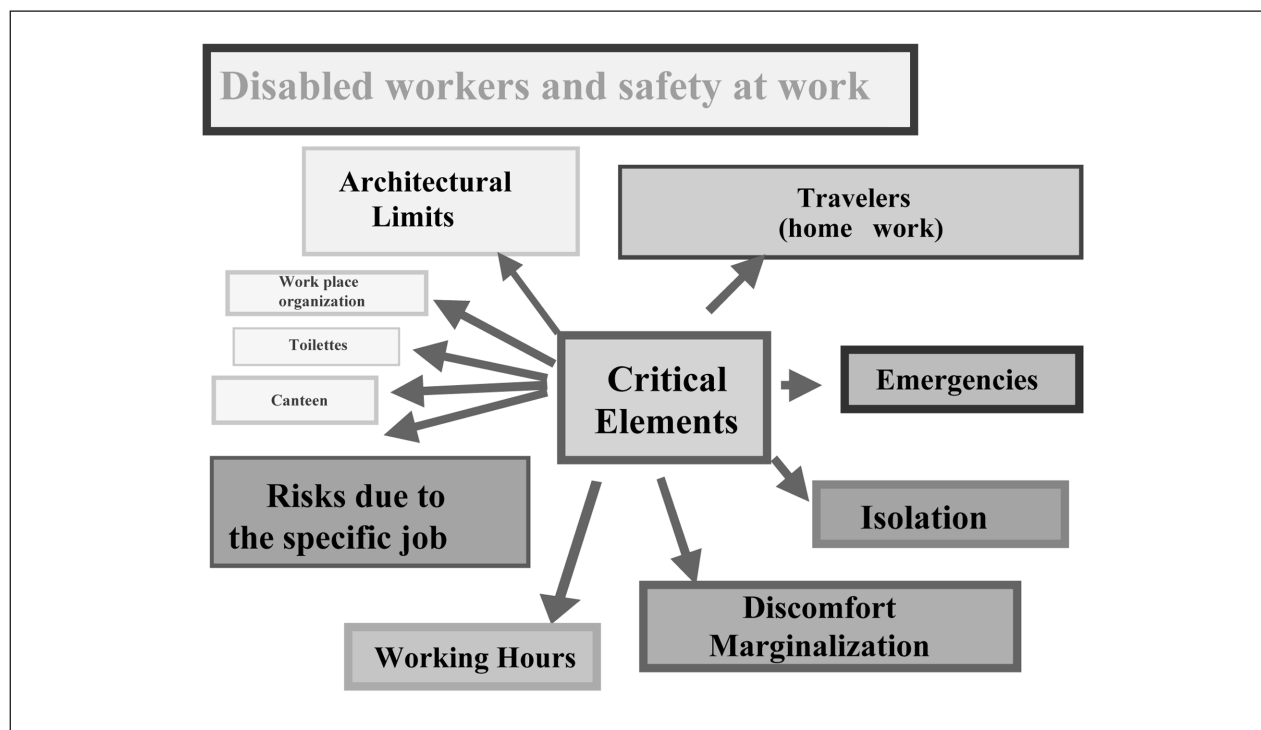 Disabled workers and safety at work
Architectural
Limits
Travelers
(home work)
Work place
organization
Toilettes
Canteen
Critical
Elements
Emergencies
Risks due to
the specific job
Isolation
Discomfort
Marginalization
Working Hours